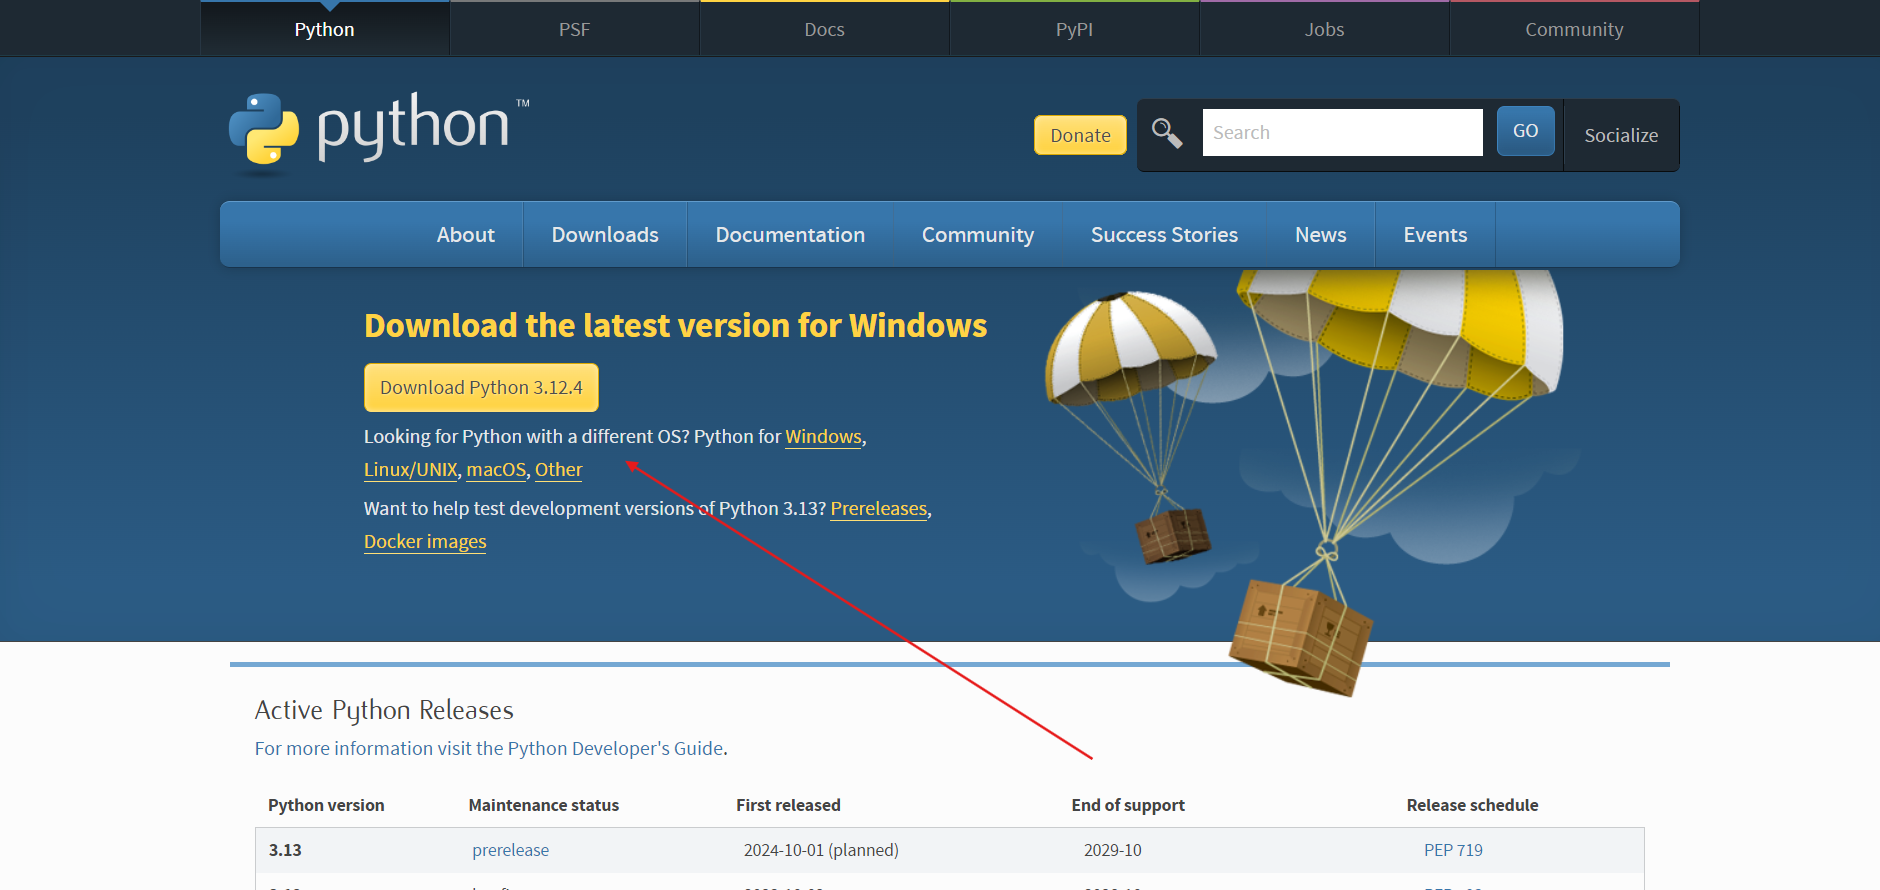 Python PSF Docs PyPI Jobs Community
python™
Donate Search GO Socialize
About Downloads Documentation Community Success Stories News Events
Download the latest version for Windows
Download Python 3.12.4
Looking for Python with a different OS? Python for Windows,
Linux/UNIX, macOS, Other
Want to help test development versions of Python 3.13? Prereleases,
Docker images
Active Python Releases
For more information visit the Python Developer's Guide.
Python version Maintenance status First released End of support Release schedule
3.13 prerelease 2024-10-01 (planned) 2029-10 PEP 719